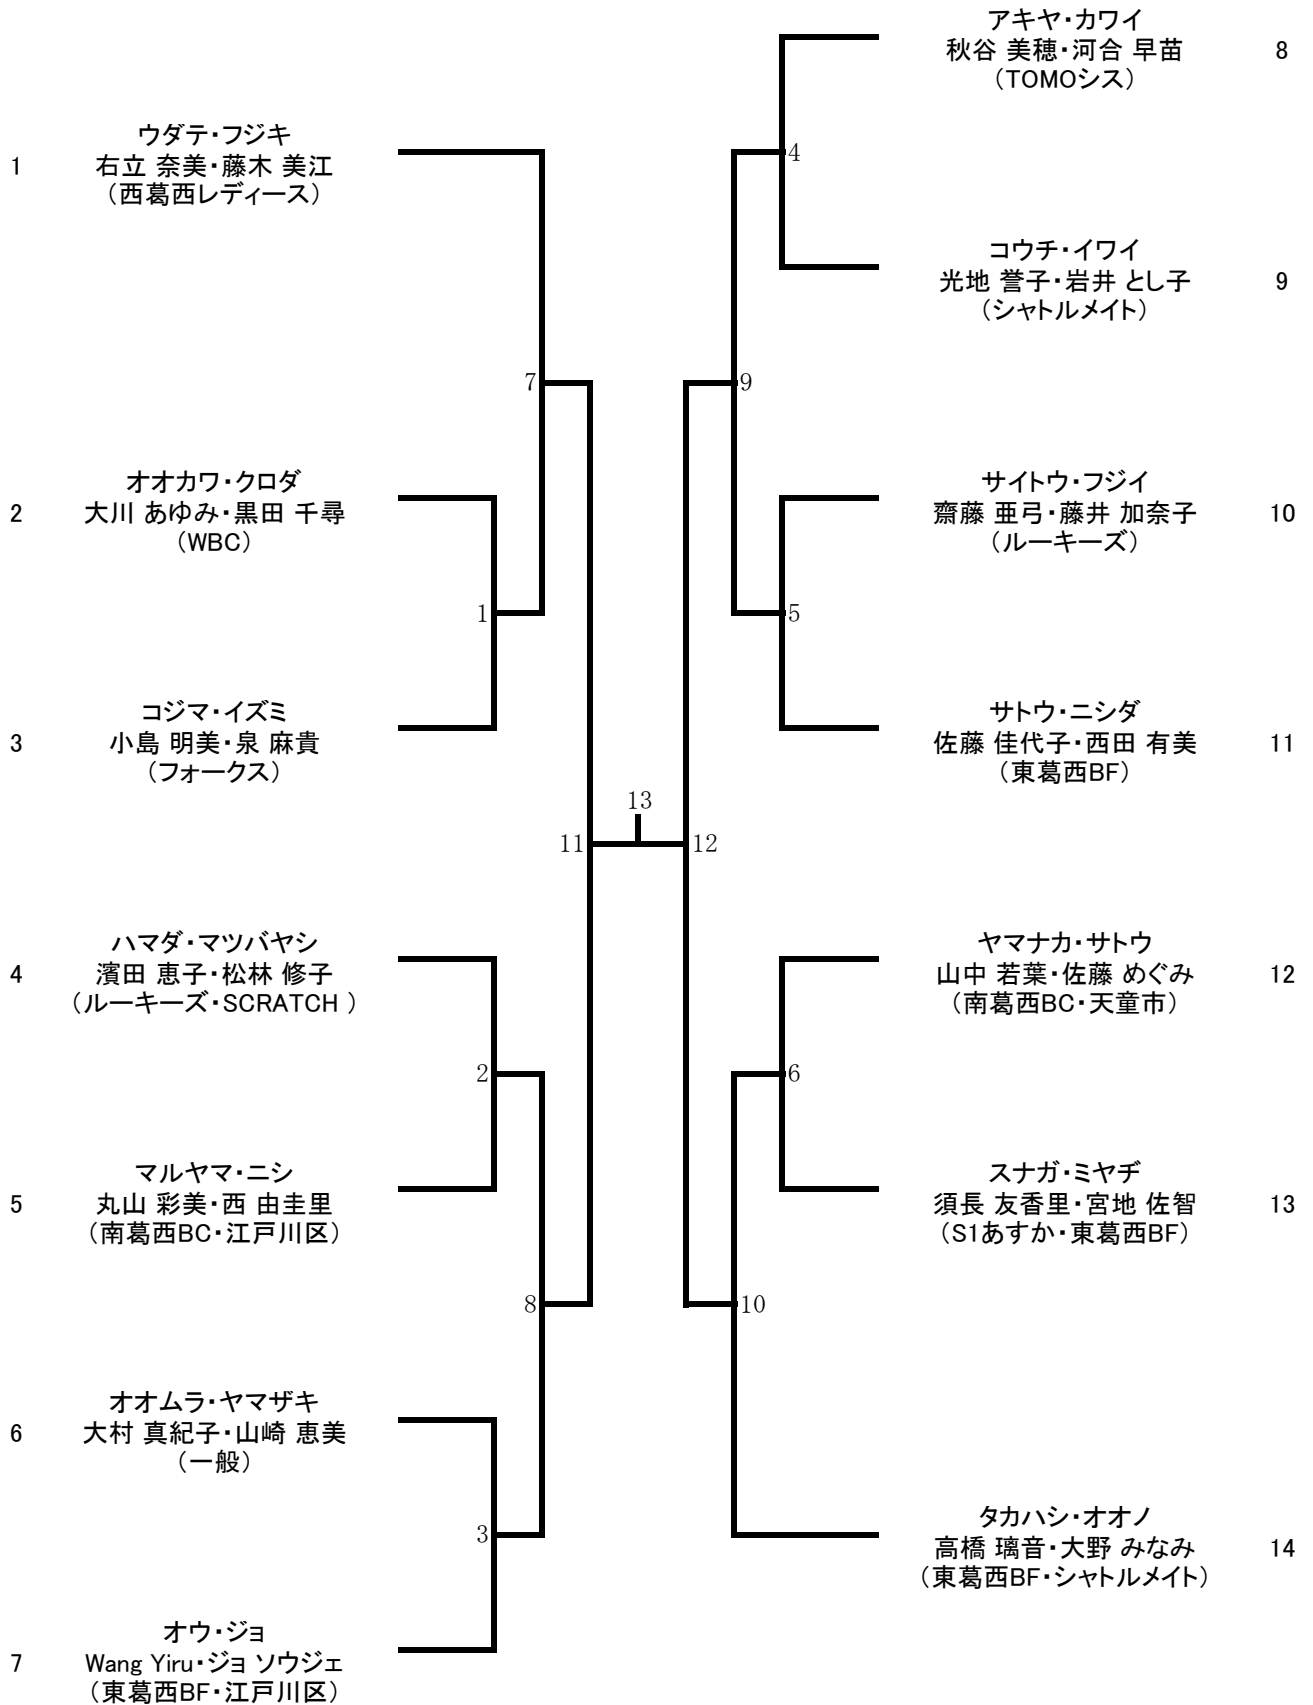 1
ウダテ・フジキ
右立 奈美・藤木 美江
（西葛西レディース）
2
オオカワ・クロダ
大川 あゆみ・黒田 千尋
（WBC）
3
コジマ・イズミ
小島 明美・泉 麻貴
（フォークス）
4
ハマダ・マツバヤシ
濱田 恵子・松林 修子
（ルーキーズ・SCRATCH ）
5
マルヤマ・ニシ
丸山 彩美・西 由圭里
（南葛西BC・江戸川区）
6
オオムラ・ヤマザキ
大村 真紀子・山崎 恵美
（一般）
7
オウ・ジョ
Wang Yiru・ジョ ソウジェ
（東葛西BF・江戸川区）
7
1
2
8
3
11
13
12
4
9
5
6
10
アキヤ・カワイ
秋谷 美穂・河合 早苗
（TOMOシス）
8
コウチ・イワイ
光地 誉子・岩井 とし子
（シャトルメイト）
9
サイトウ・フジイ
齋藤 亜弓・藤井 加奈子
（ルーキーズ）
10
サトウ・ニシダ
佐藤 佳代子・西田 有美
（東葛西BF）
11
ヤマナカ・サトウ
山中 若葉・佐藤 めぐみ
（南葛西BC・天童市）
12
スナガ・ミヤヂ
須長 友香里・宮地 佐智
（S1あすか・東葛西BF）
13
タカハシ・オオノ
高橋 璃音・大野 みなみ
（東葛西BF・シャトルメイト）
14